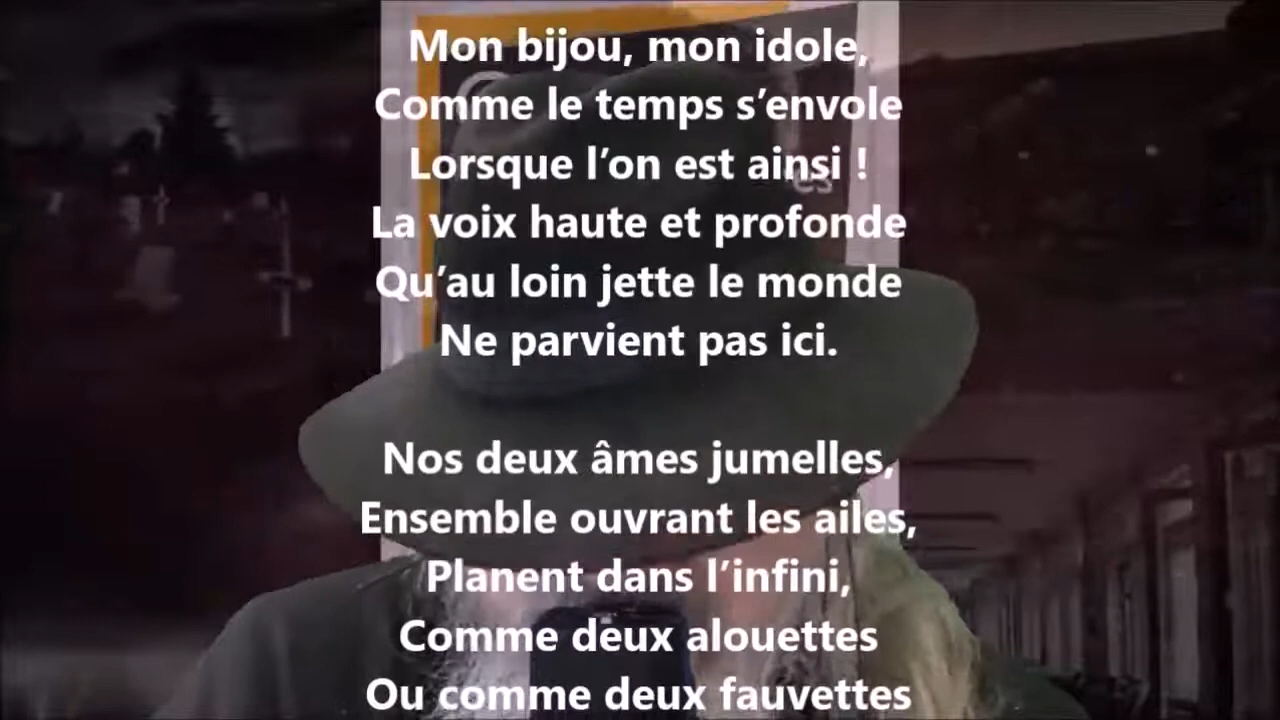 Mon bijou, mon idole,
Comme le temps s’envole
Lorsque l’on est ainsi !
La voix haute et profonde
Qu’au loin jette le monde
Ne parvient pas ici.
Nos deux âmes jumelles,
Ensemble ouvrant les ailes,
Planent dans l’infini,
Comme deux alouettes
Ou comme deux fauvettes